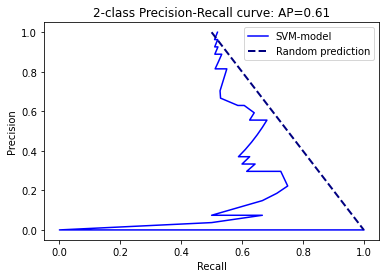 2-class Precision-Recall curve: AP=0.61
SVM-model
Random prediction
Precision
1.0
0.8
0.6
0.4
0.2
0.0
0.0 0.2 0.4 0.6 0.8 1.0
Recall